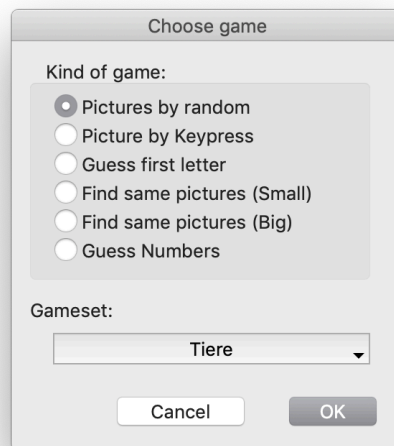 Choose game
Kind of game:
Pictures by random
Picture by Keypress
Guess first letter
Find same pictures (Small)
Find same pictures (Big)
Guess Numbers
Gameset:
Tiere
Cancel OK